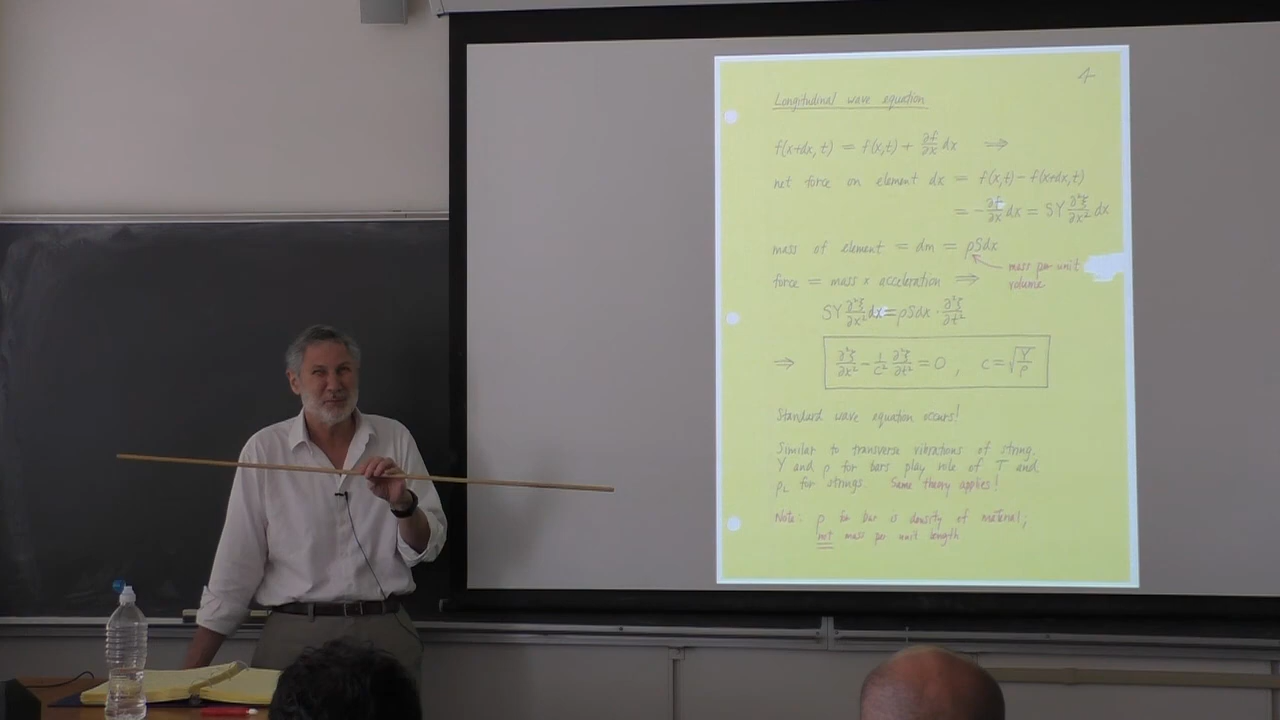 4
Longitudinal wave equation
f(x+dx, t) = f(x,t) + ∂f/∂x dx ⇒
net force on element dx = f(x,t) − f(x+dx,t)
= −∂f/∂x dx = SY ∂²ξ/∂x² dx
mass of element = dm = ρSdx
mass per unit
volume
force = mass × acceleration ⇒
SY ∂²ξ/∂x² dx = ρSdx · ∂²ξ/∂t²
⇒ ∂²ξ/∂x² − 1/c² ∂²ξ/∂t² = 0 , c = √(Y/ρ)
Standard wave equation occurs!
Similar to transverse vibrations of string.
Y and ρ for bars play role of T and
ρL for strings. Same theory applies!
Note: ρ for bar is density of material;
not mass per unit length